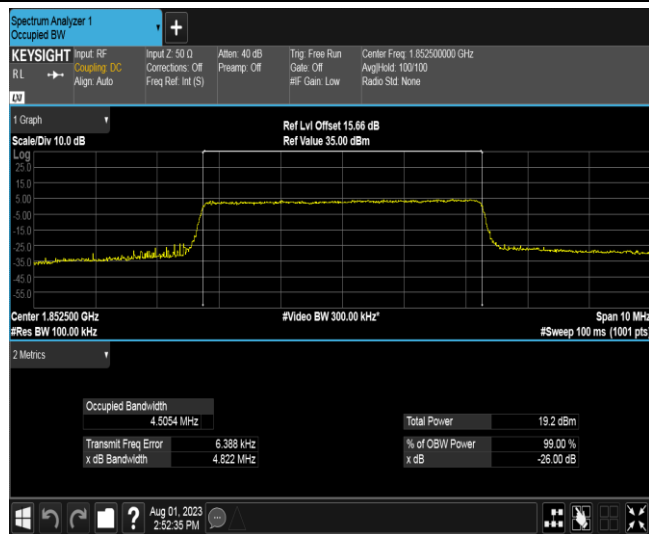 Spectrum Analyzer 1
Occupied BW
+
KEYSIGHT Input: RF Input Z: 50 Ω Atten: 40 dB Trig: Free Run Center Freq: 1.852500000 GHz
RL Coupling: DC Corrections: Off Preamp: Off Gate: Off Avg|Hold: 100/100
Align: Auto Freq Ref: Int (S) #IF Gain: Low Radio Std: None
LXI
1 Graph
Ref Lvl Offset 15.66 dB
Scale/Div 10.0 dB Ref Value 35.00 dBm
Log
25.0
15.0
5.00
-5.00
-15.0
-25.0
-35.0
-45.0
-55.0
Center 1.852500 GHz #Video BW 300.00 kHz* Span 10 MHz
#Res BW 100.00 kHz #Sweep 100 ms (1001 pts)
2 Metrics
Occupied Bandwidth
4.5054 MHz Total Power 19.2 dBm
Transmit Freq Error 6.388 kHz % of OBW Power 99.00 %
x dB Bandwidth 4.822 MHz x dB -26.00 dB
? Aug 01, 2023
2:52:35 PM